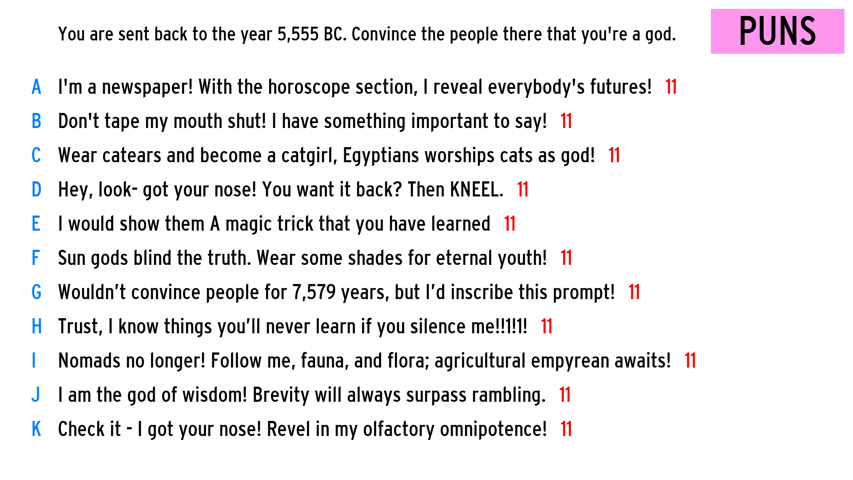 You are sent back to the year 5,555 BC. Convince the people there that you're a god.
PUNS
A I'm a newspaper! With the horoscope section, I reveal everybody's futures! 11
B Don't tape my mouth shut! I have something important to say! 11
C Wear catears and become a catgirl, Egyptians worships cats as god! 11
D Hey, look- got your nose! You want it back? Then KNEEL. 11
E I would show them A magic trick that you have learned 11
F Sun gods blind the truth. Wear some shades for eternal youth! 11
G Wouldn’t convince people for 7,579 years, but I’d inscribe this prompt! 11
H Trust, I know things you’ll never learn if you silence me!!1!1! 11
I Nomads no longer! Follow me, fauna, and flora; agricultural empyrean awaits! 11
J I am the god of wisdom! Brevity will always surpass rambling. 11
K Check it - I got your nose! Revel in my olfactory omnipotence! 11